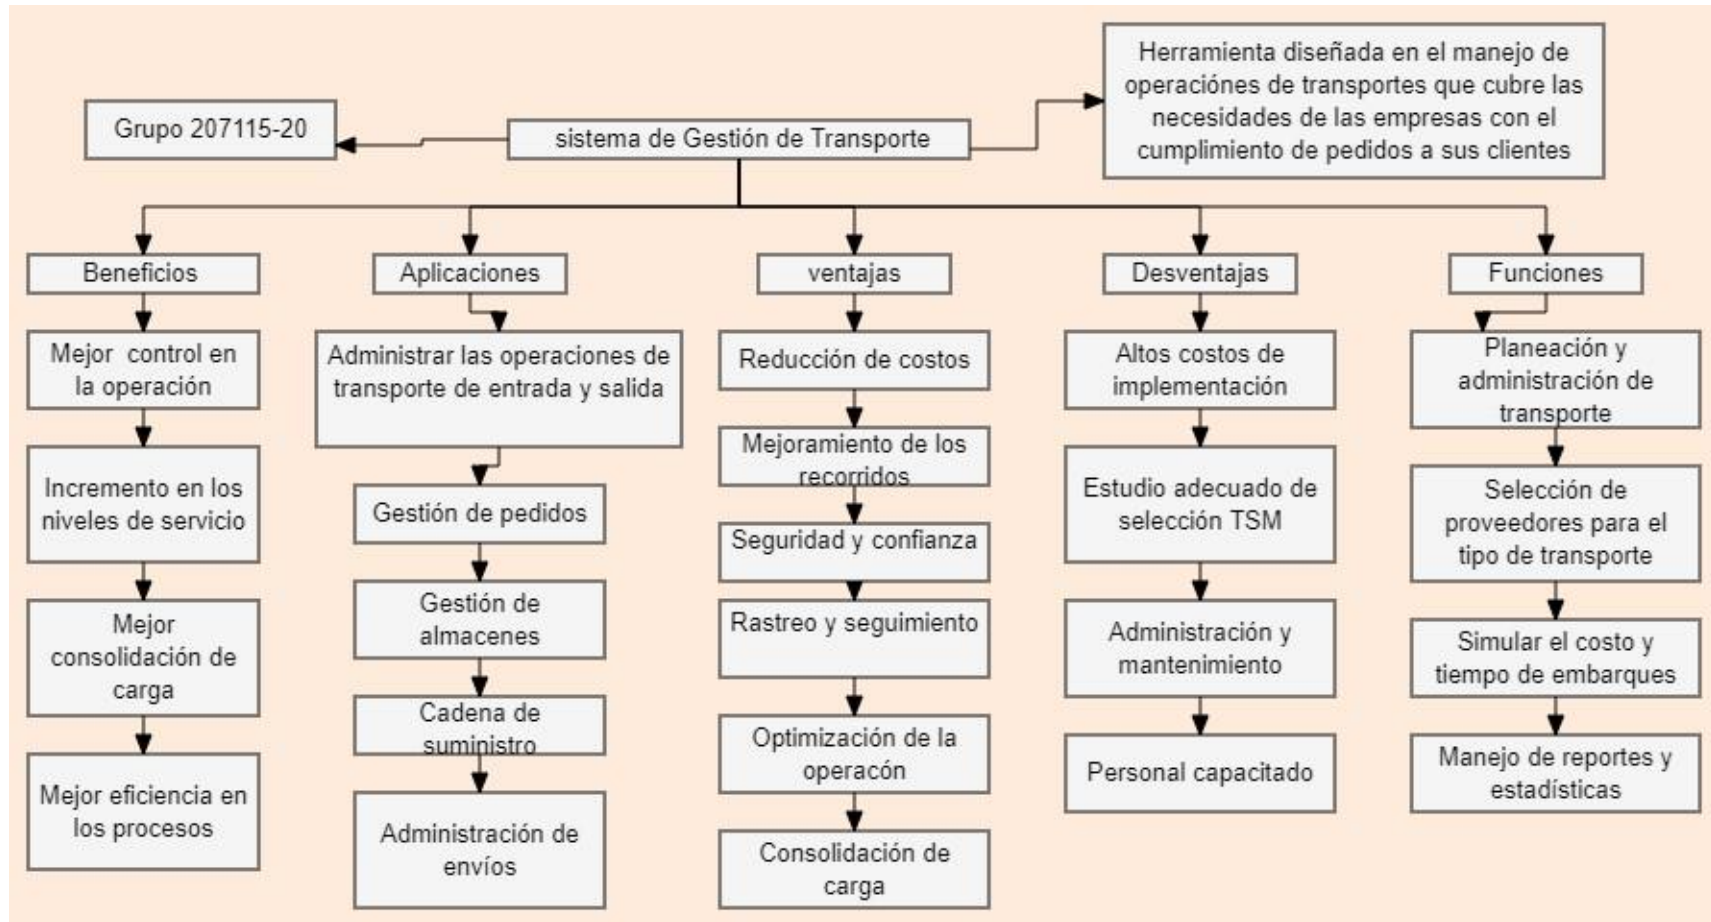 Grupo 207115-20
sistema de Gestión de Transporte
Herramienta diseñada en el manejo de
operaciónes de transportes que cubre las
necesidades de las empresas con el
cumplimiento de pedidos a sus clientes
Beneficios
Mejor control en
la operación
Incremento en los
niveles de servicio
Mejor
consolidación de
carga
Mejor eficiencia en
los procesos
Aplicaciones
Administrar las operaciones de
transporte de entrada y salida
Gestión de pedidos
Gestión de
almacenes
Cadena de
suministro
Administración de
envíos
ventajas
Reducción de costos
Mejoramiento de los
recorridos
Seguridad y confianza
Rastreo y seguimiento
Optimización de la
operacón
Consolidación de
carga
Desventajas
Altos costos de
implementación
Estudio adecuado de
selección TSM
Administración y
mantenimiento
Personal capacitado
Funciones
Planeación y
administración de
transporte
Selección de
proveedores para el
tipo de transporte
Simular el costo y
tiempo de embarques
Manejo de reportes y
estadísticas